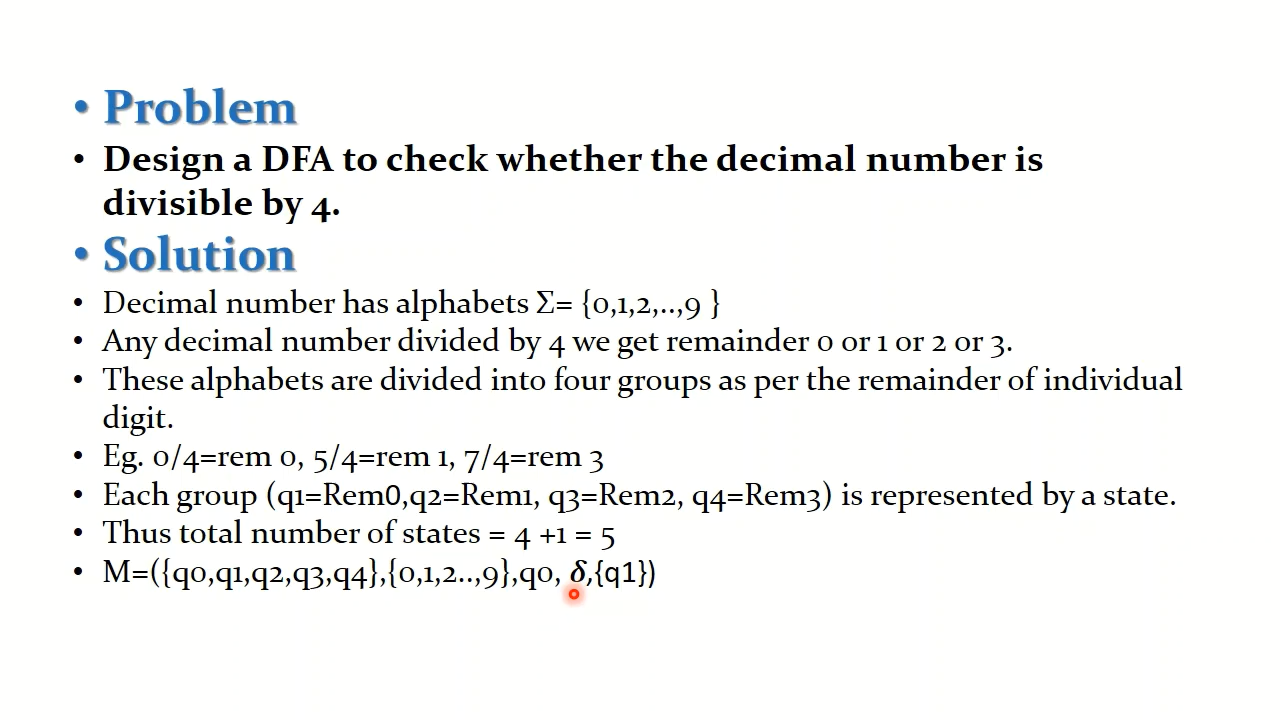 • Problem
• Design a DFA to check whether the decimal number is
divisible by 4.
• Solution
• Decimal number has alphabets Σ= {0,1,2,..,9 }
• Any decimal number divided by 4 we get remainder 0 or 1 or 2 or 3.
• These alphabets are divided into four groups as per the remainder of individual
digit.
• Eg. 0/4=rem 0, 5/4=rem 1, 7/4=rem 3
• Each group (q1=Rem0,q2=Rem1, q3=Rem2, q4=Rem3) is represented by a state.
• Thus total number of states = 4 +1 = 5
• M=({q0,q1,q2,q3,q4},{0,1,2..,9},q0, δ,{q1})